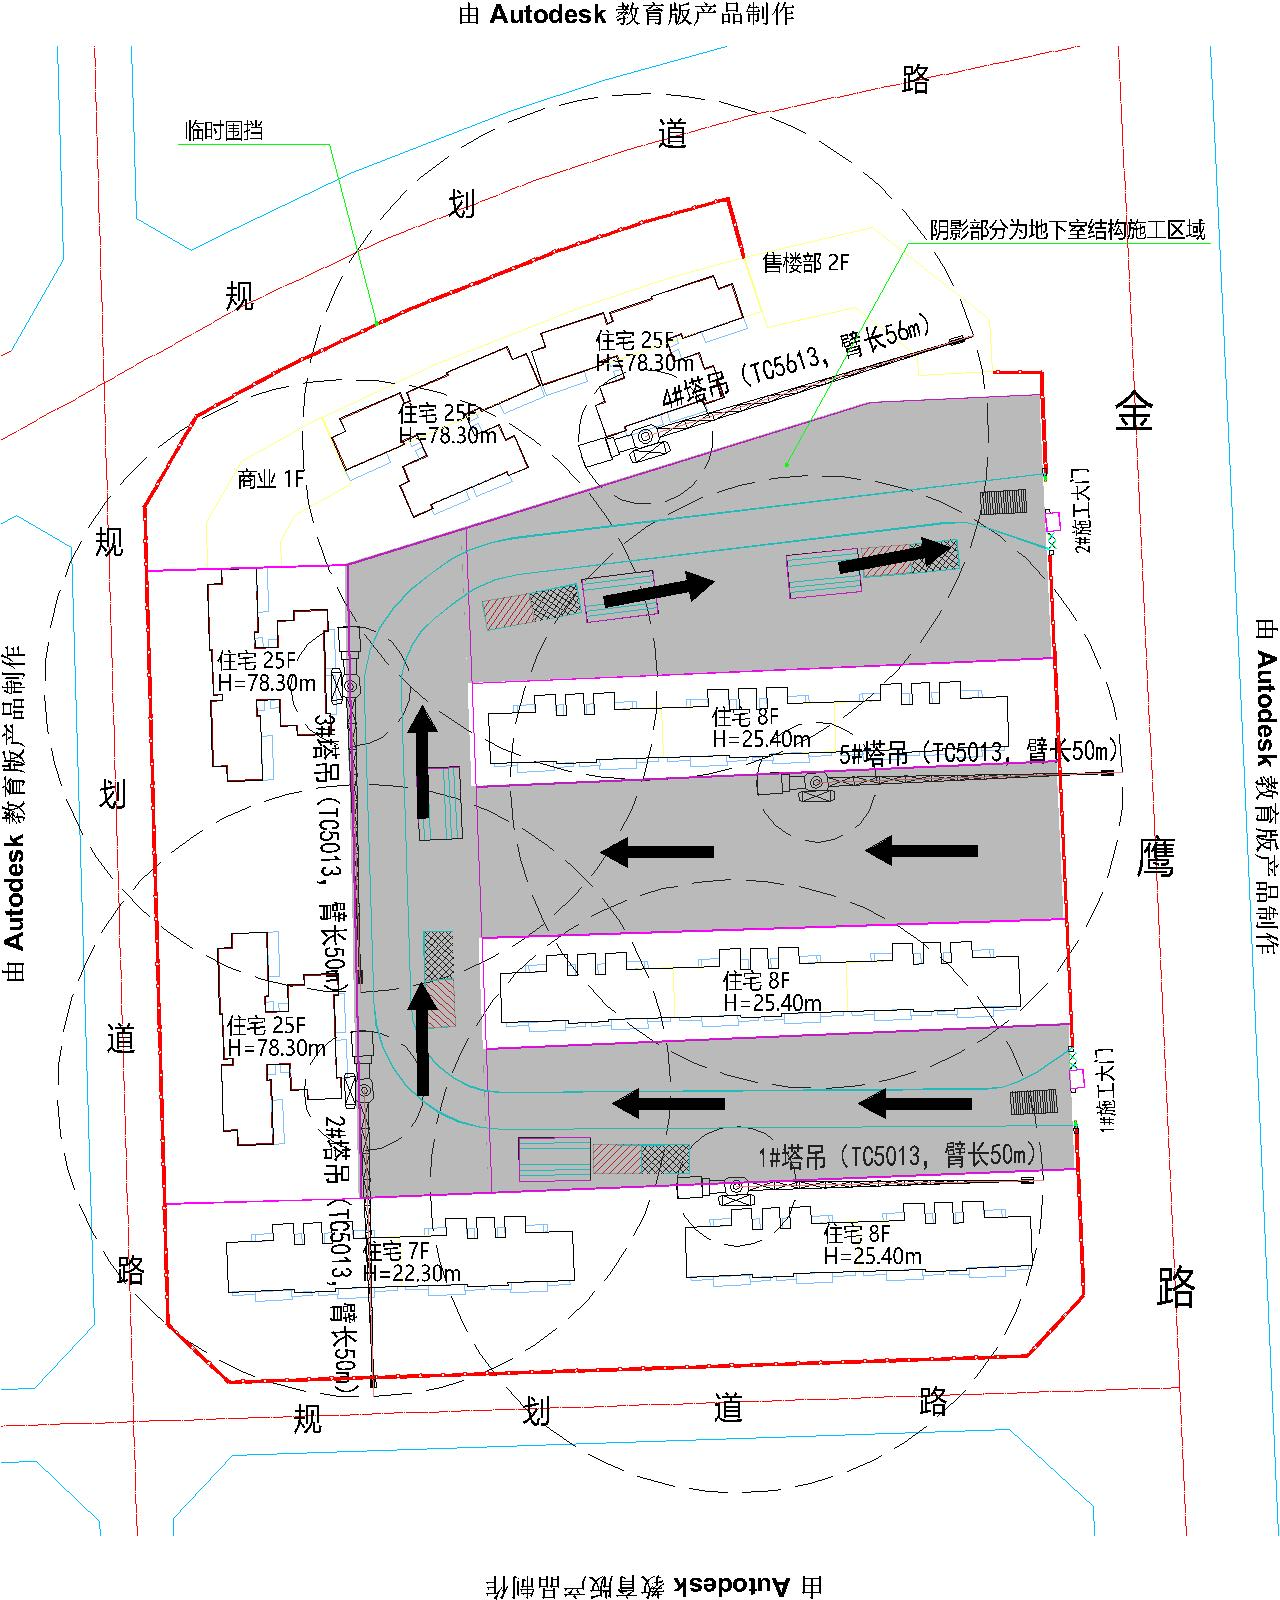 由 Autodesk 教育版产品制作
路
道
临时围挡
划
阴影部分为地下室结构施工区域
售楼部 2F
规
住宅 25F
H=78.30m
4#塔吊（TC5613，臂长56m）
金
住宅 25F
H=78.30m
商业 1F
2#施工大门
规
住宅 25F
H=78.30m
3#塔吊（TC5013，臂长50m）
住宅 8F
H=25.40m
5#塔吊（TC5013，臂长50m）
由 Autodesk 教育版产品制作
由 Autodesk 教育版产品制作
划
鹰
住宅 8F
H=25.40m
住宅 25F
H=78.30m
道
1#施工大门
2#塔吊（TC5013，臂长50m）
1#塔吊（TC5013，臂长50m）
住宅 7F
H=22.30m
住宅 8F
H=25.40m
路
路
规
划
道
路
由 Autodesk 教育版产品制作